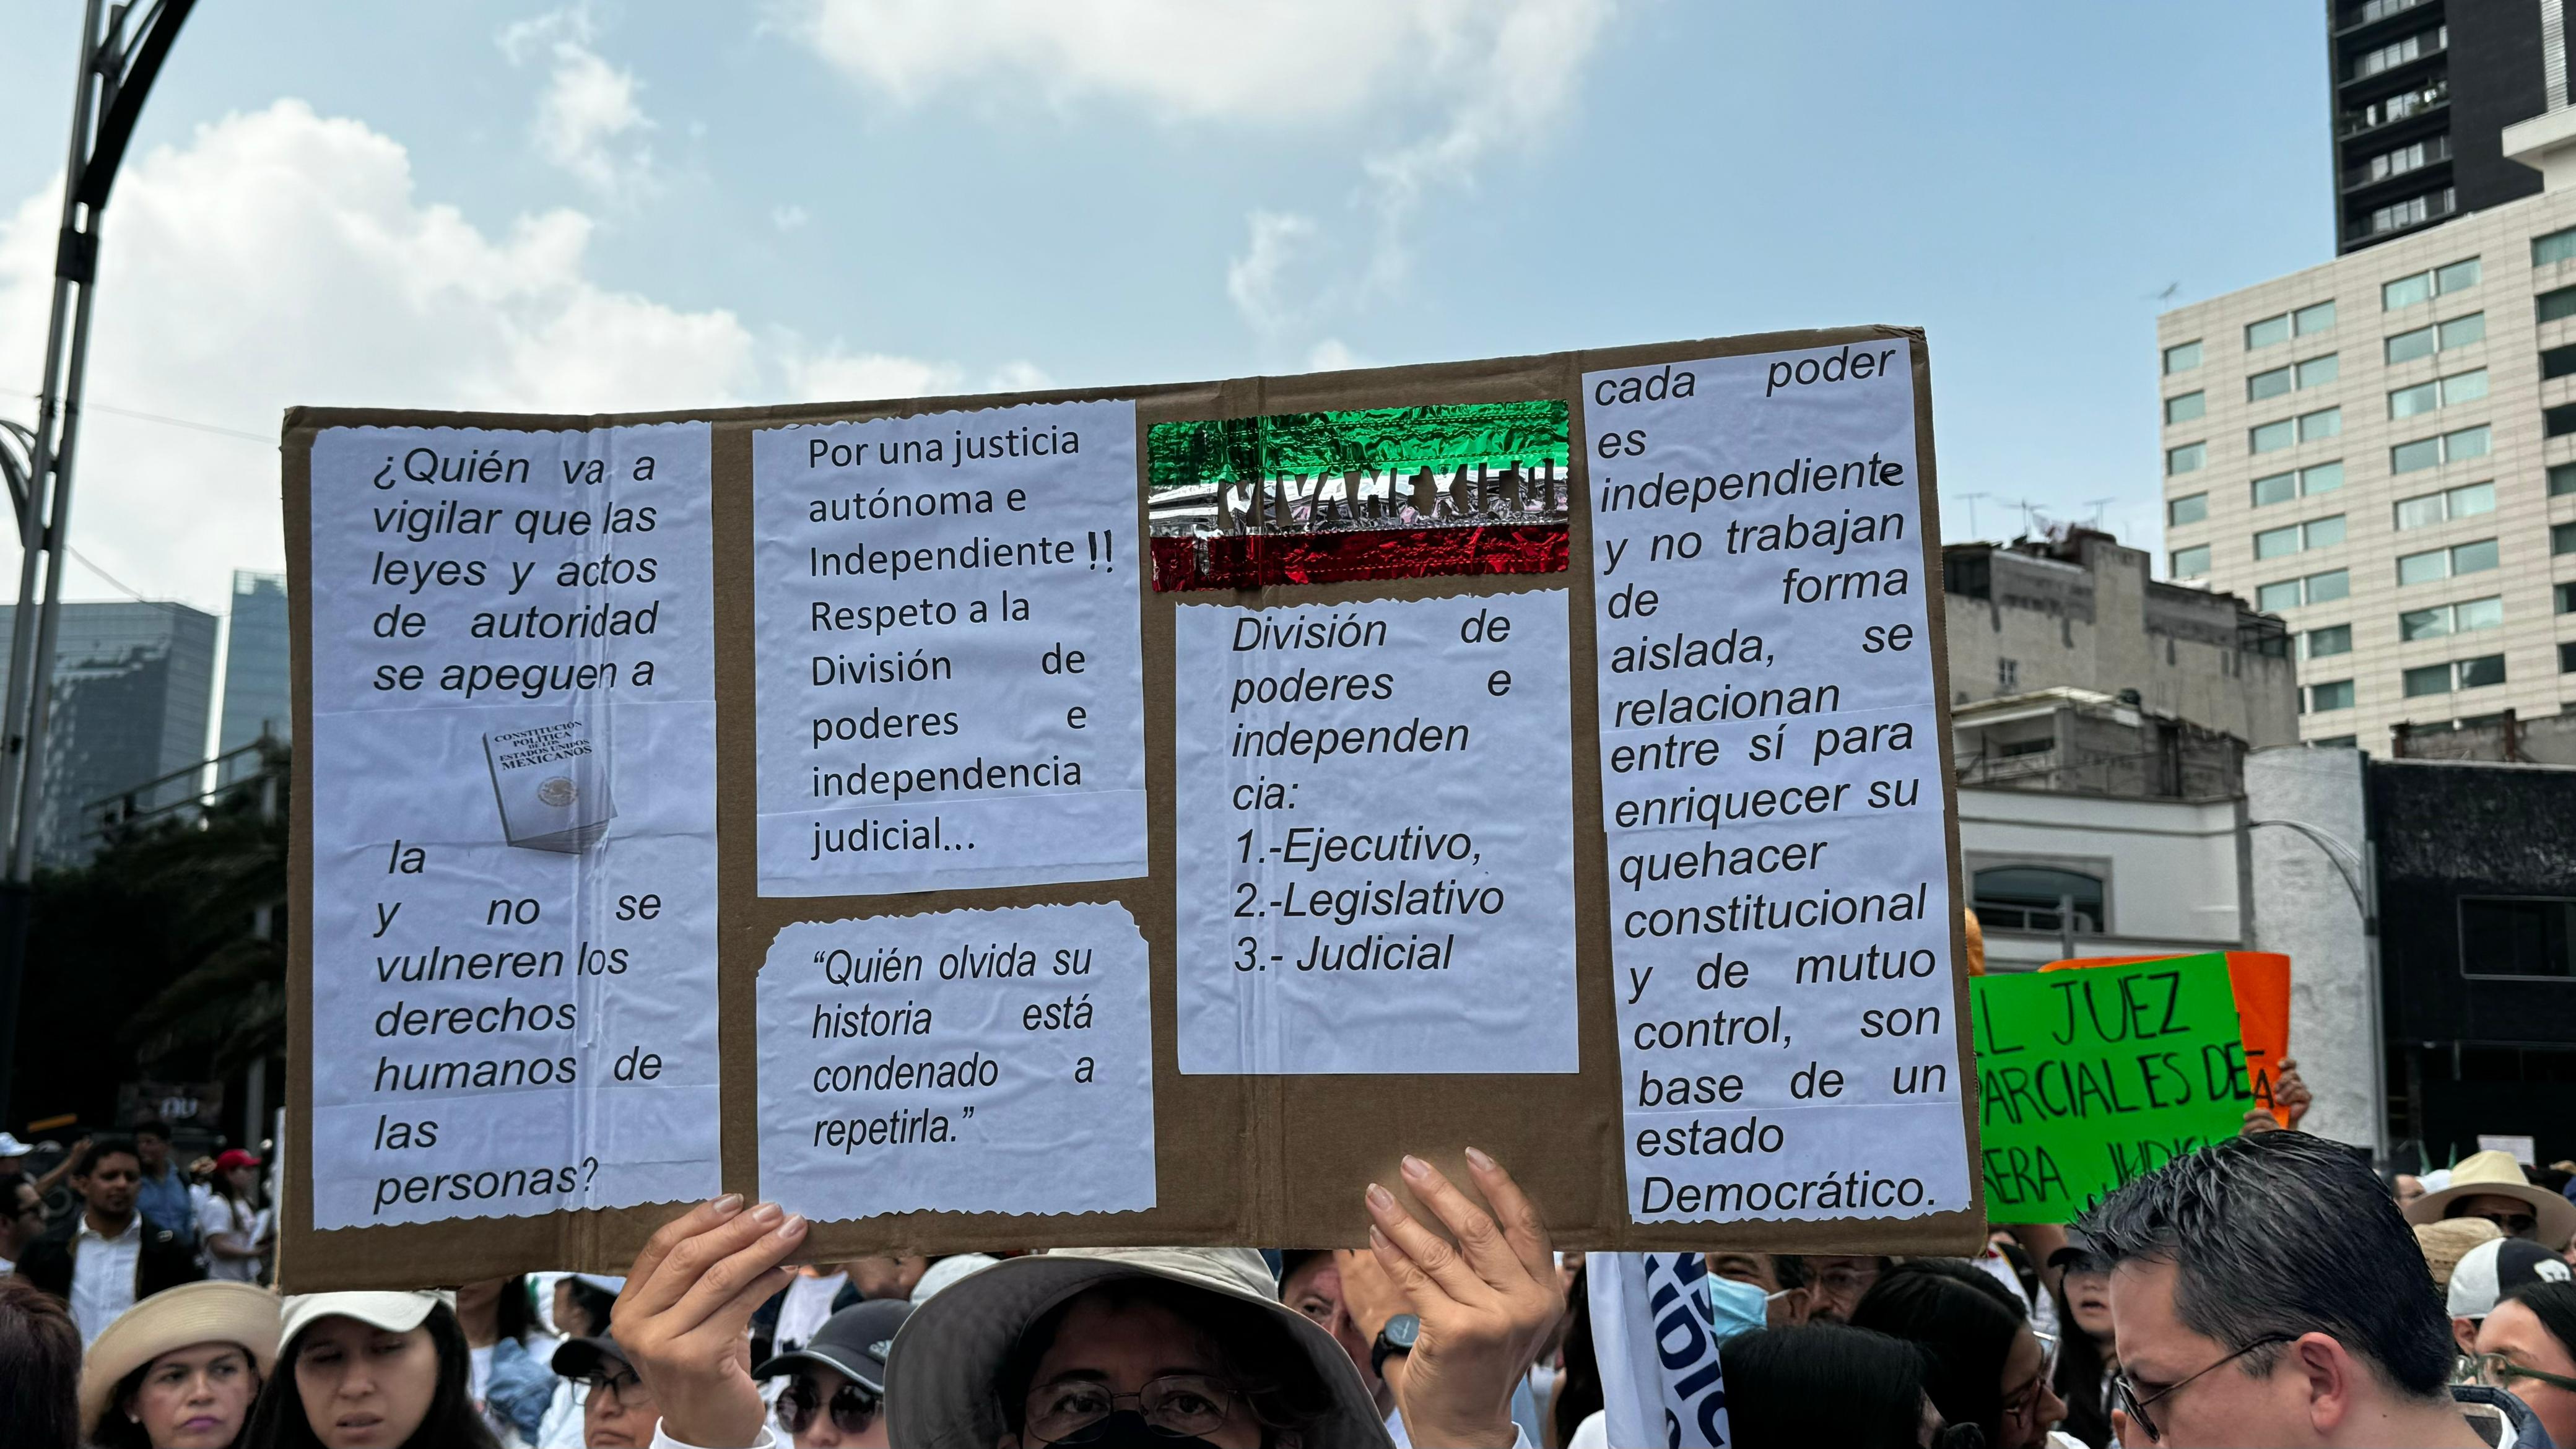 ¿Quién va a
vigilar que las
leyes y actos
de autoridad
se apeguen a
CONSTITUCIÓN
POLÍTICA
DE LOS
ESTADOS UNIDOS
MEXICANOS
la
y no se
vulneren los
derechos
humanos de
las
personas?
Por una justicia
autónoma e
Independiente !!
Respeto a la
División de
poderes e
independencia
judicial...
“Quién olvida su
historia está
condenado a
repetirla.”
VIVA MEXICO
División de
poderes e
independen
cia:
1.-Ejecutivo,
2.-Legislativo
3.- Judicial
cada poder
es
independiente
y no trabajan
de forma
aislada, se
relacionan
entre sí para
enriquecer su
quehacer
constitucional
y de mutuo
control, son
base de un
estado
Democrático.
JUEZ
DE